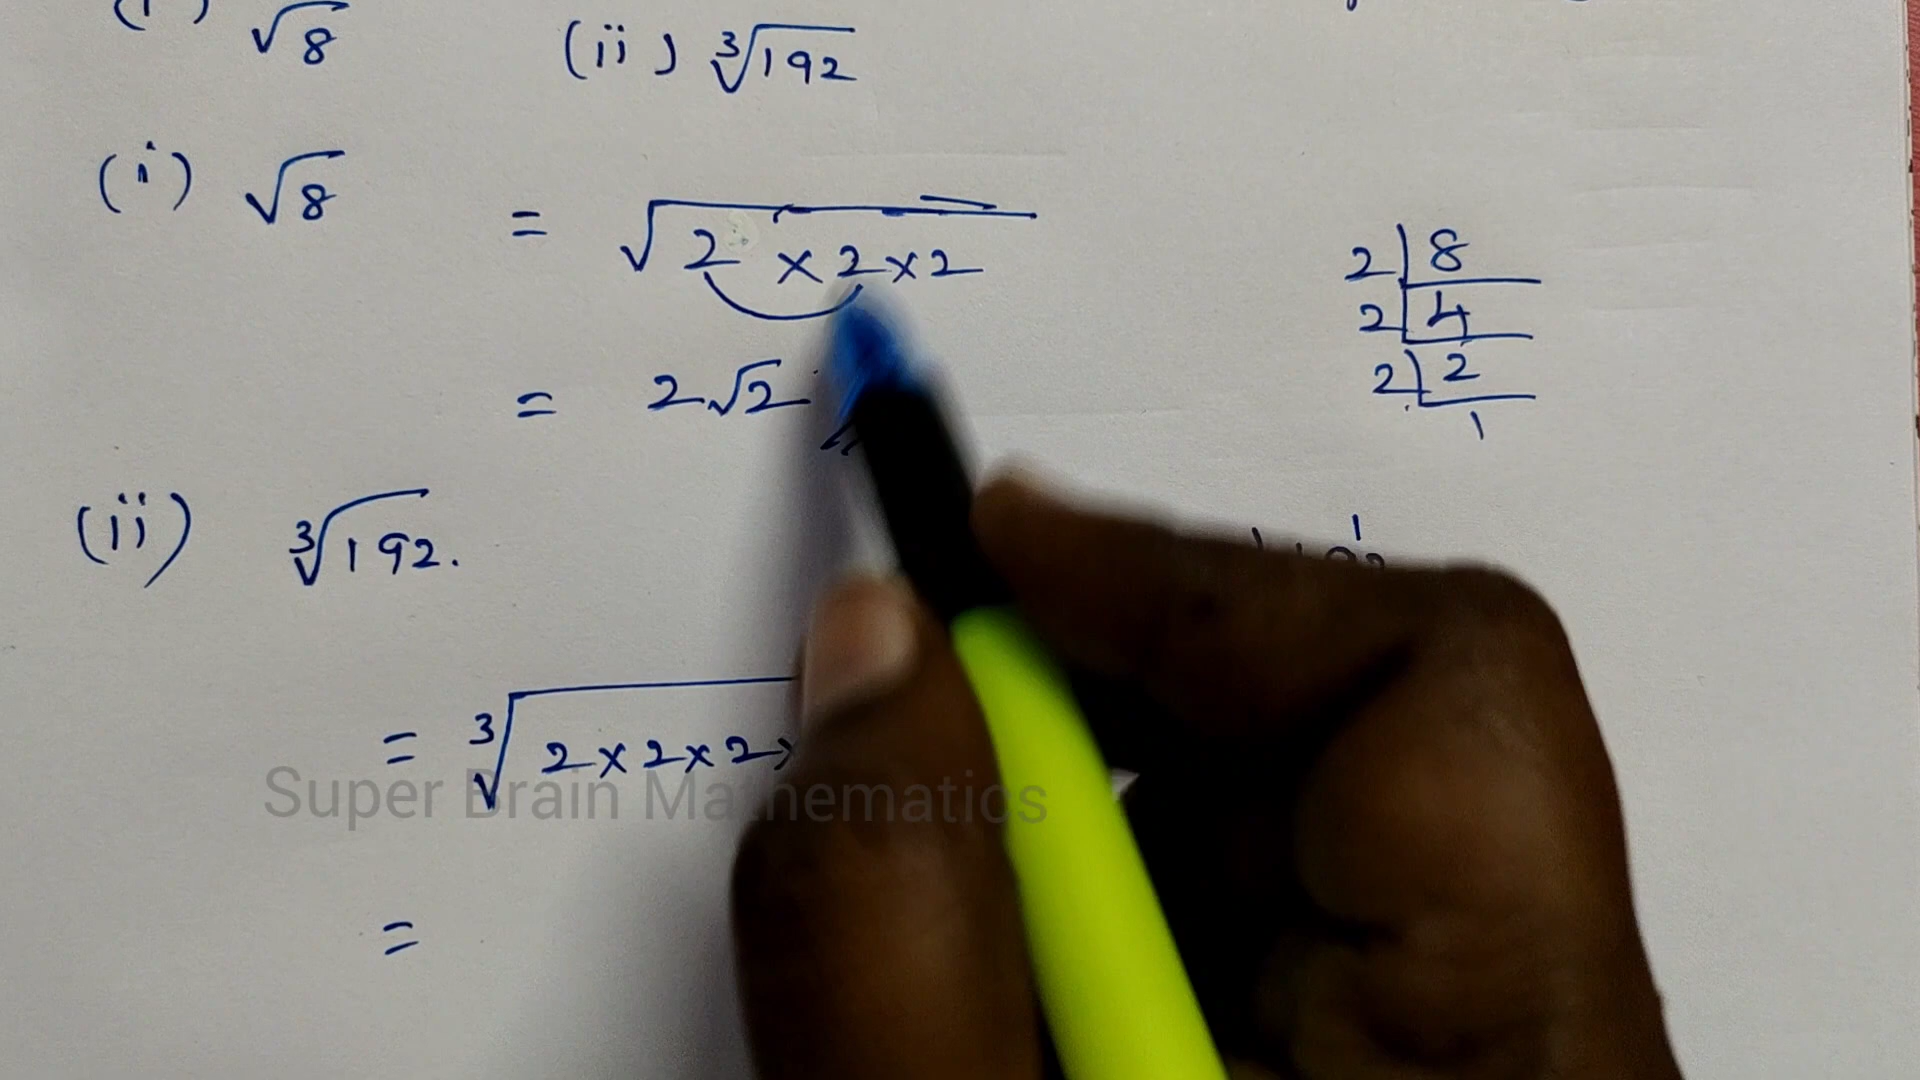 (i) √8 (ii) ∛192
(i) √8 = √2 × 2 × 2
= 2√2
2 | 8
2 | 4
2 | 2
1
(ii) ∛192.
= ∛2 × 2 × 2 ×
Super Brain Mathematics
=